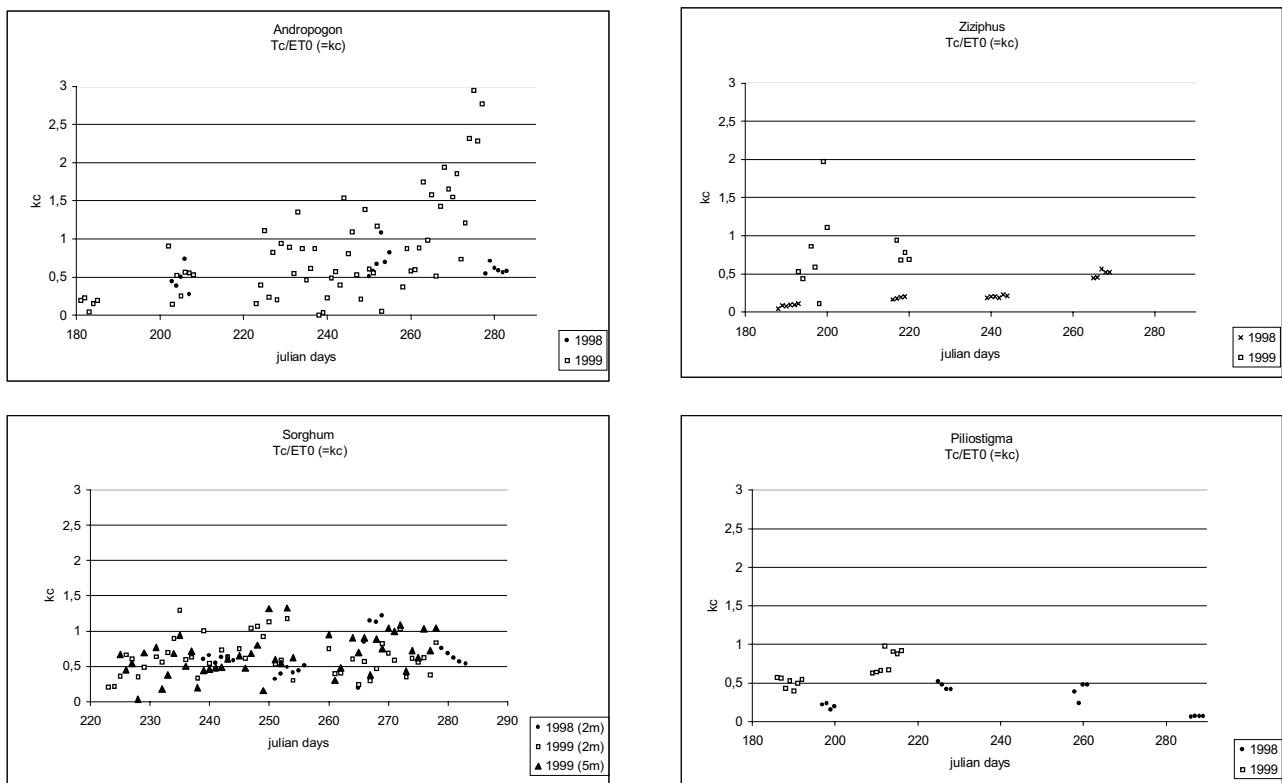 Andropogon
Tc/ET0 (=kc)
3
2,5
2
1,5
1
0,5
0
kc
180 200 220 240 260 280
julian days
1998
1999
Ziziphus
Tc/ET0 (=kc)
3
2,5
2
1,5
1
0,5
0
kc
180 200 220 240 260 280
julian days
1998
1999
Sorghum
Tc/ET0 (=kc)
3
2,5
2
1,5
1
0,5
0
kc
220 230 240 250 260 270 280 290
julian days
1998 (2m)
1999 (2m)
1999 (5m)
Piliostigma
Tc/ET0 (=kc)
3
2,5
2
1,5
1
0,5
0
kc
180 200 220 240 260 280
julian days
1998
1999